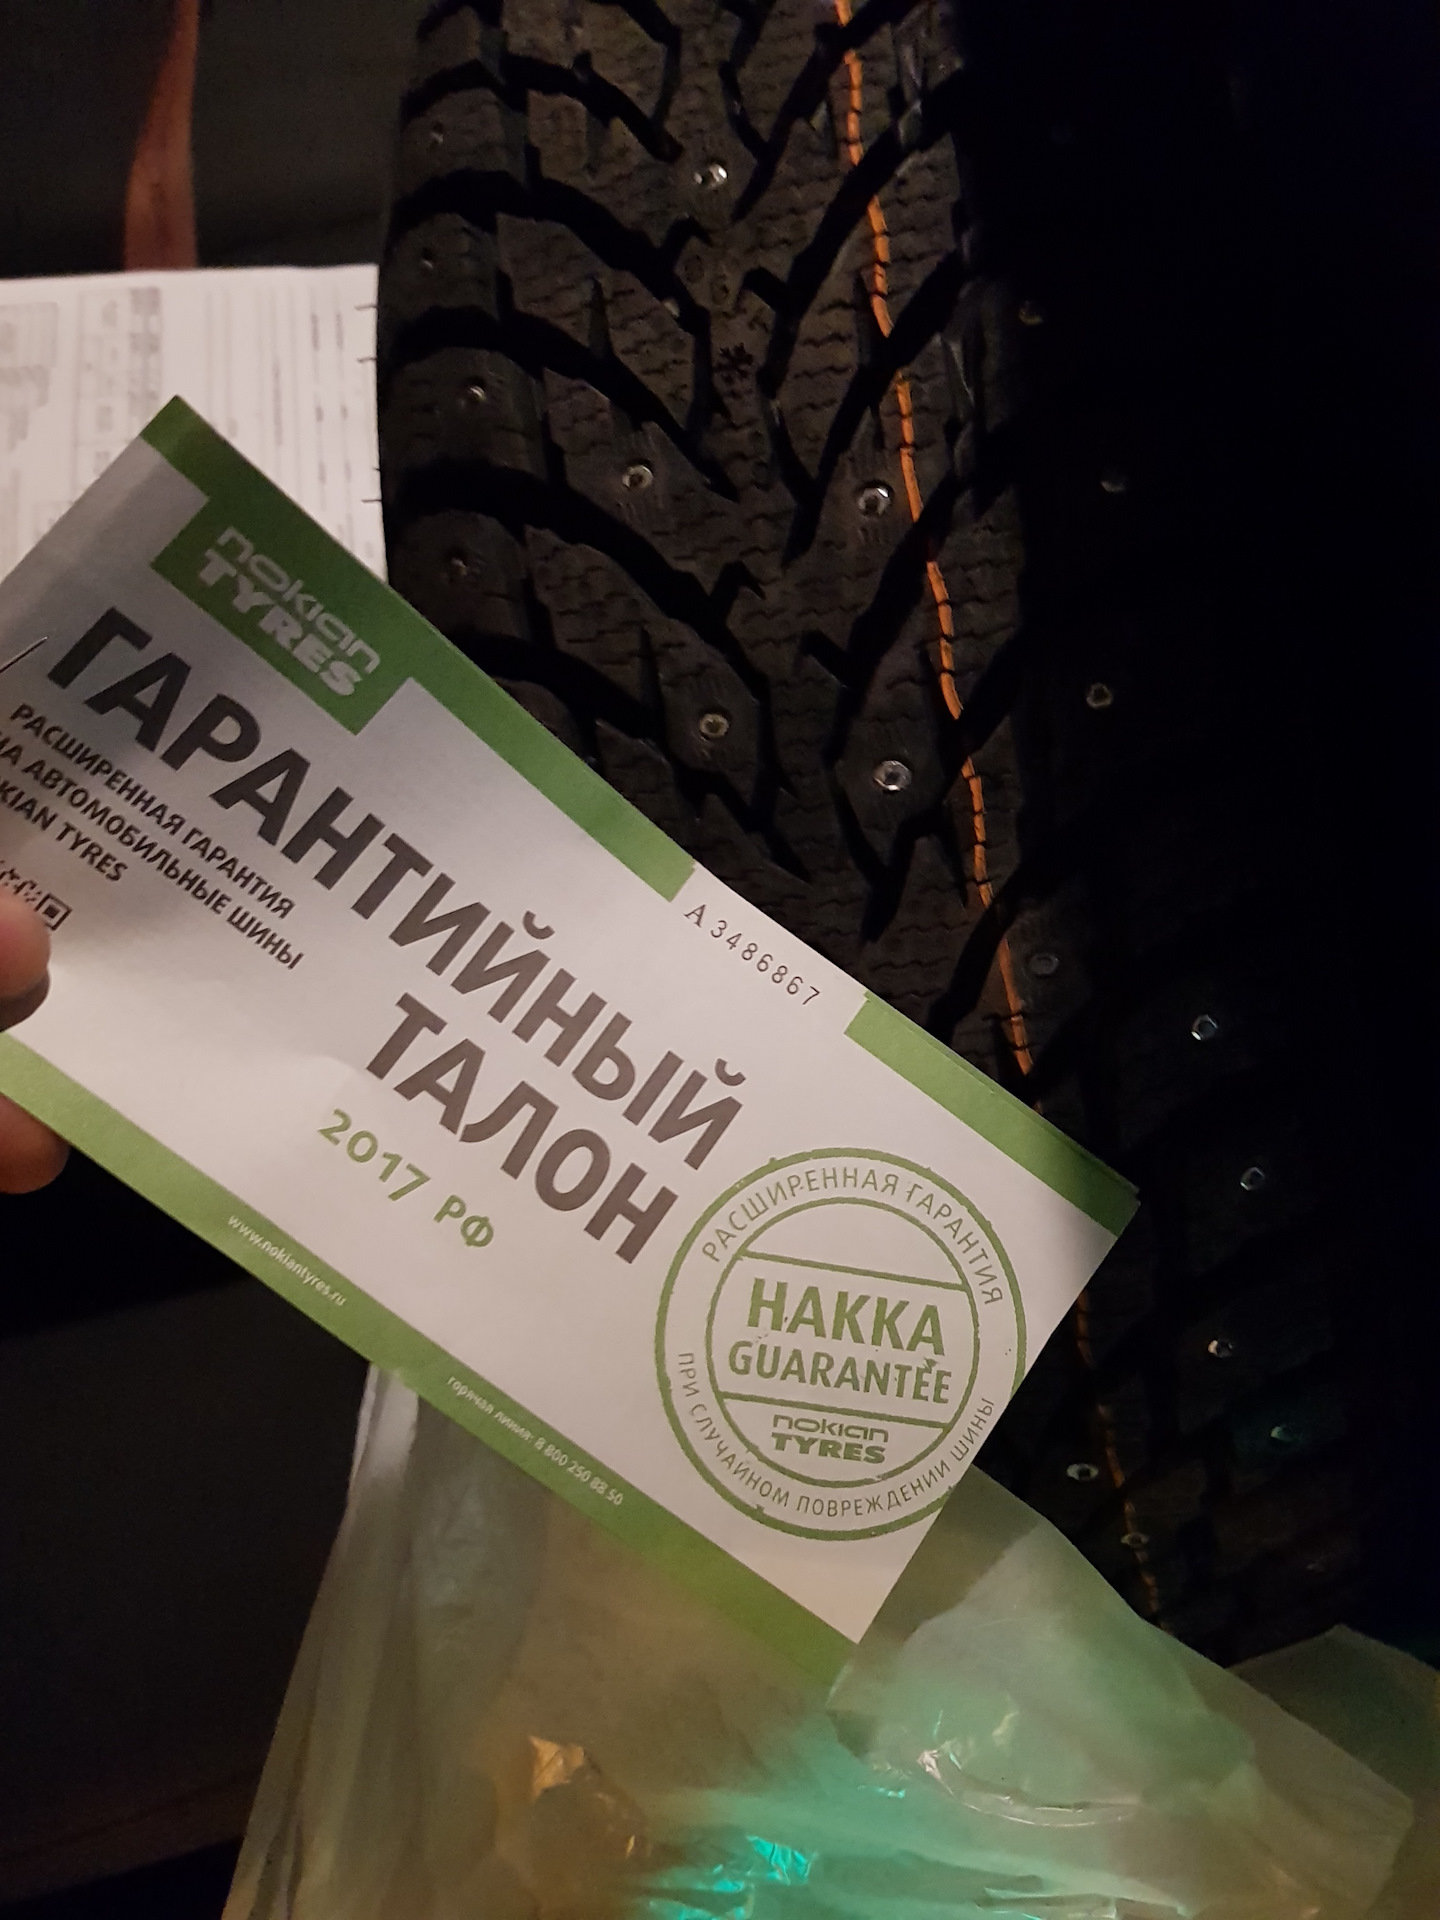 nokian
TYRES
ГАРАНТИЙНЫЙ
ТАЛОН
2017 РФ
РАСШИРЕННАЯ ГАРАНТИЯ
НА АВТОМОБИЛЬНЫЕ ШИНЫ
TYRES
A 3486867
www.nokiantyres.ru
горячая линия: 8 800 250 88 50
РАСШИРЕННАЯ ГАРАНТИЯ
HAKKA
GUARANTEE
nokian
TYRES
ПРИ СЛУЧАЙНОМ ПОВРЕЖДЕНИИ ШИНЫ